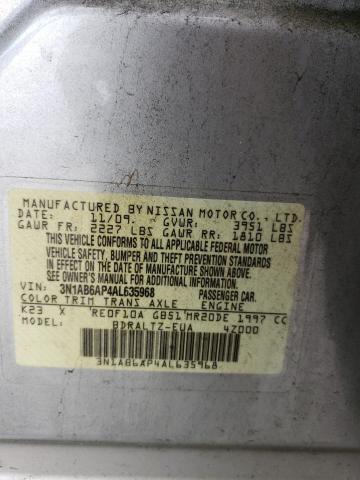 MANUFACTURED BY NISSAN MOTOR CO., LTD.
DATE: 11/09. GVWR: 3951 LBS
GAWR FR: 2227 LBS GAWR RR: 1810 LBS
THIS VEHICLE CONFORMS TO ALL APPLICABLE FEDERAL MOTOR
VEHICLE SAFETY, BUMPER AND THEFT PREVENTION STANDARDS
IN EFFECT ON THE DATE OF MANUFACTURE SHOWN ABOVE.
SEE OWNER'S MANUAL FOR ADDITIONAL INFORMATION.
VIN: 3N1AB6AP4AL635968 PASSENGER CAR
COLOR TRIM TRANS AXLE ENGINE
K23 X RE0F10A GB51 MR20DE 1997 CC
MODEL: BDRALTZ-EUA 4Z000
3N1AB6AP4AL635968